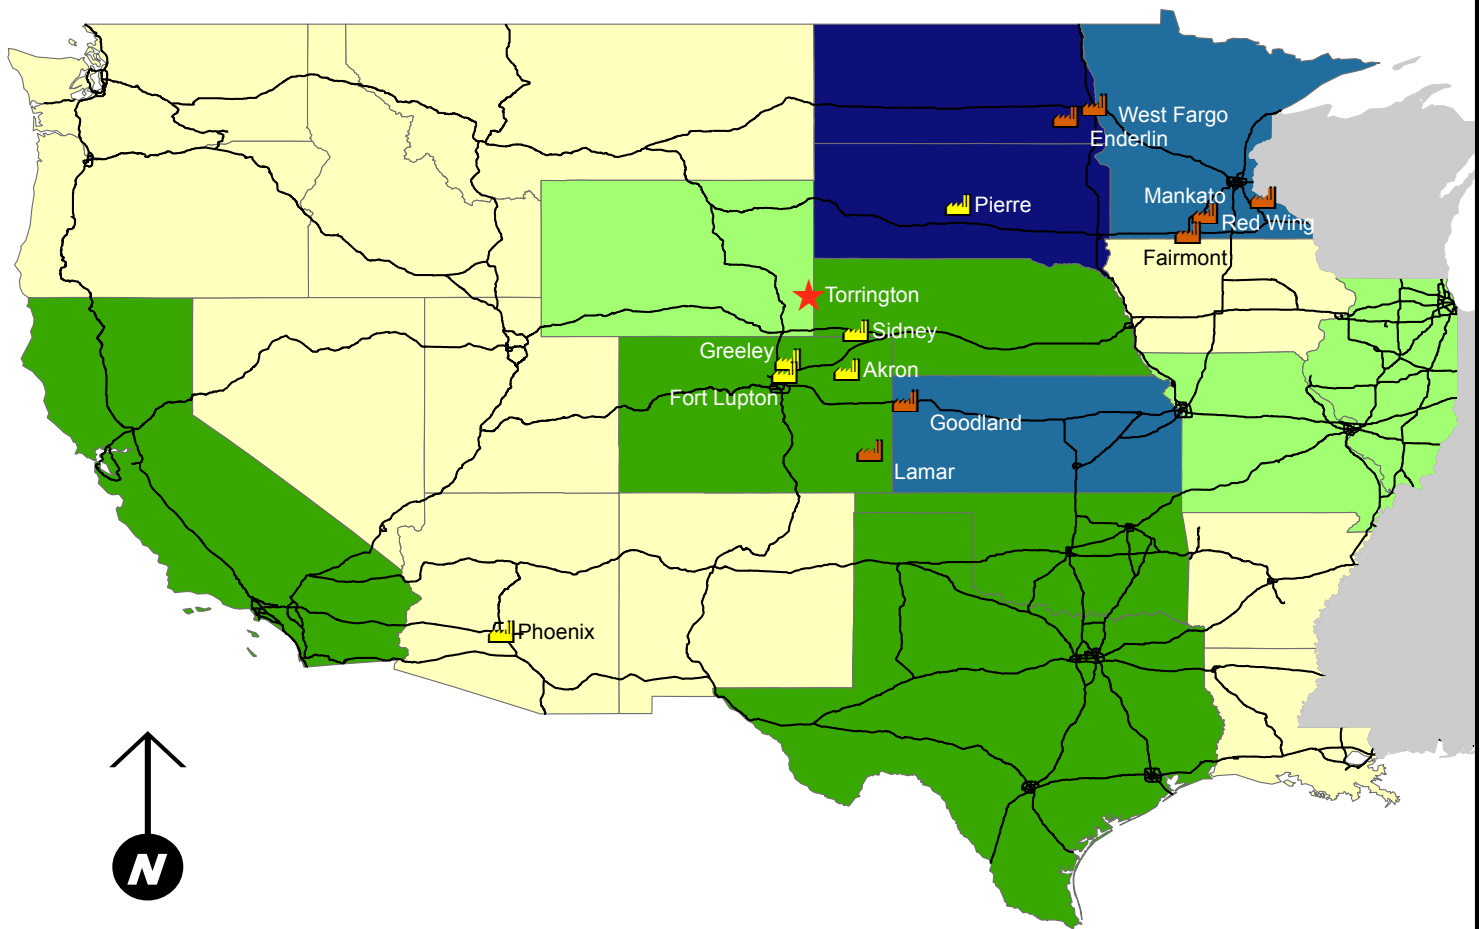 West Fargo
Enderlin
Mankato
Pierre
Red Wing
Fairmont
Torrington
Sidney
Greeley
Akron
Fort Lupton
Goodland
Lamar
Phoenix
N